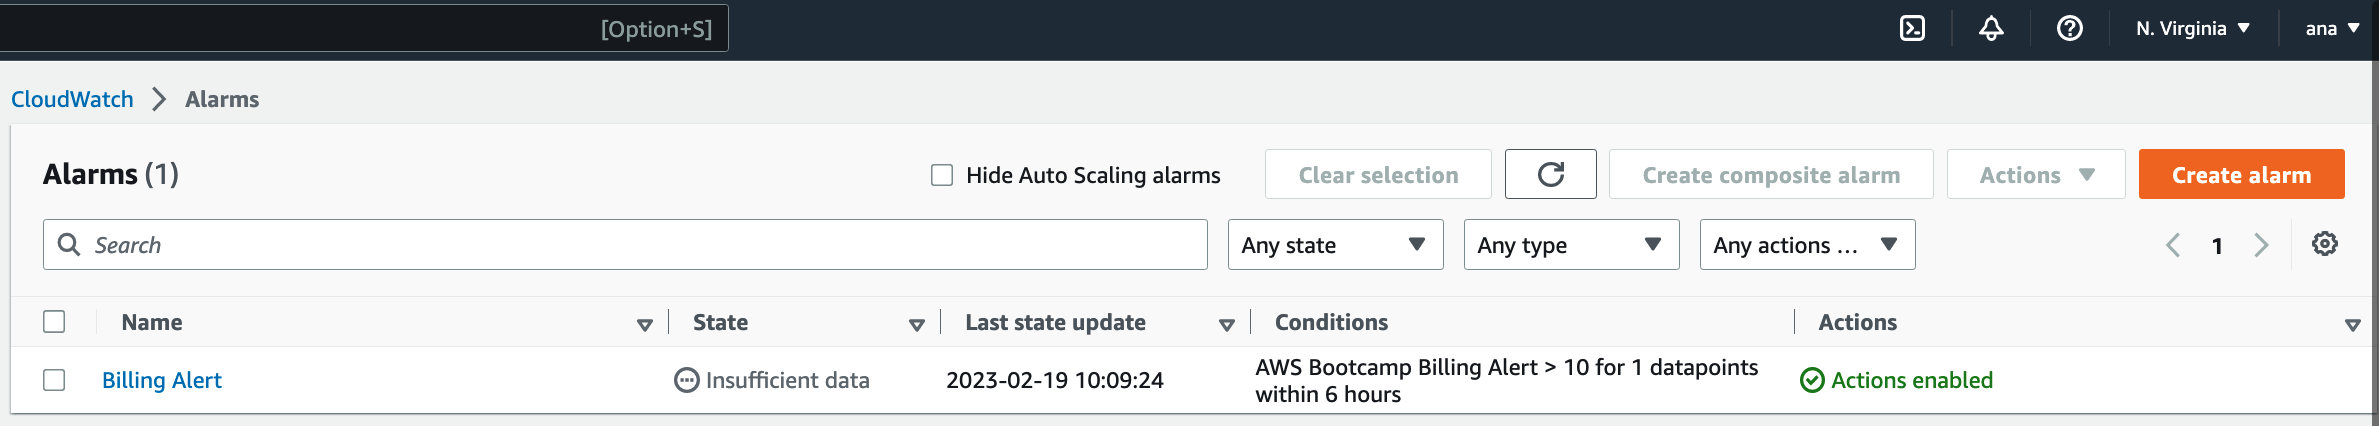 [Option+S]
N. Virginia
ana
CloudWatch
Alarms
Alarms (1)
Hide Auto Scaling alarms
Clear selection
Create composite alarm
Actions
Create alarm
Search
Any state
Any type
Any actions ...
1
Name
State
Last state update
Conditions
Actions
Billing Alert
Insufficient data
2023-02-19 10:09:24
AWS Bootcamp Billing Alert > 10 for 1 datapoints
within 6 hours
Actions enabled